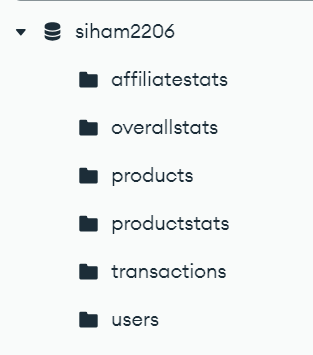 siham2206
affiliatestats
overallstats
products
productstats
transactions
users